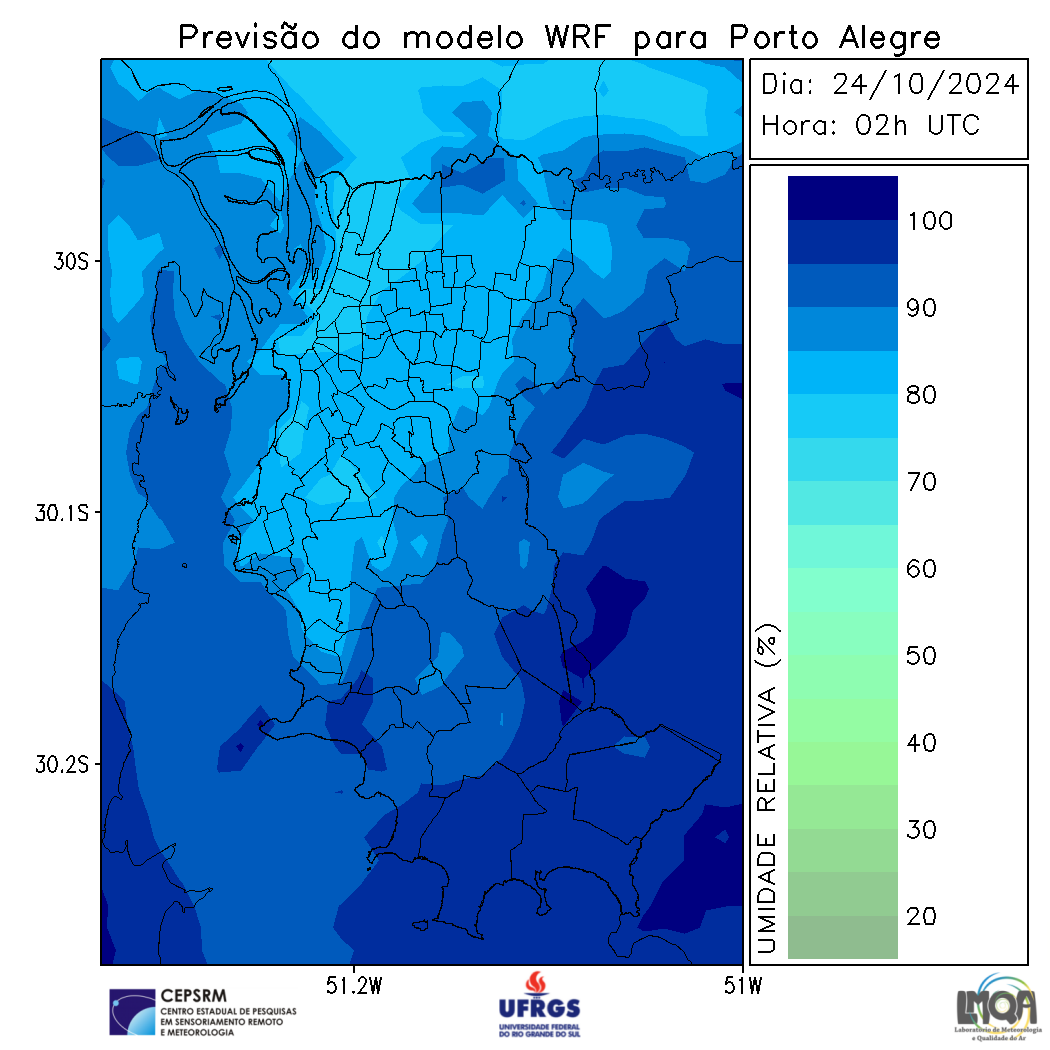 Previsão do modelo WRF para Porto Alegre
Dia: 24/10/2024
Hora: 02h UTC
100
90
80
70
60
50
40
30
20
UMIDADE RELATIVA (%)
30S
30.1S
30.2S
51.2W
51W
CEPSRM
CENTRO ESTADUAL DE PESQUISAS
EM SENSORIAMENTO REMOTO
E METEOROLOGIA
UFRGS
UNIVERSIDADE FEDERAL
DO RIO GRANDE DO SUL
LMQA
Laboratório de Meteorologia
e Qualidade do Ar